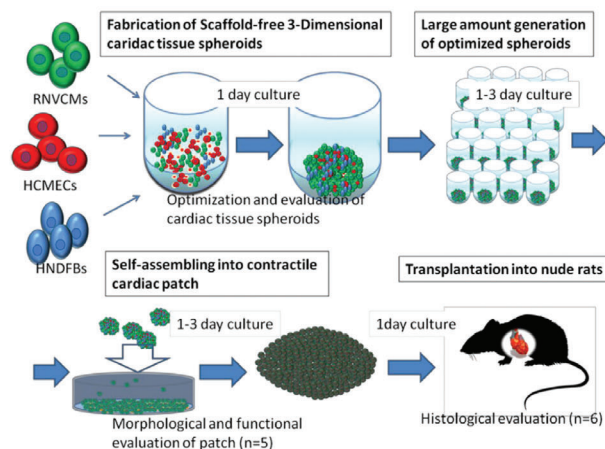 Fabrication of Scaffold-free 3-Dimensional
caridac tissue spheroids
Large amount generation
of optimized spheroids
RNVCMs
1 day culture
1-3 day culture
HCMECs
Optimization and evaluation of
cardiac tissue spheroids
HNDFBs
Self-assembling into contractile
cardiac patch
Transplantation into nude rats
1-3 day culture
1day culture
Morphological and functional
evaluation of patch (n=5)
Histological evaluation (n=6)